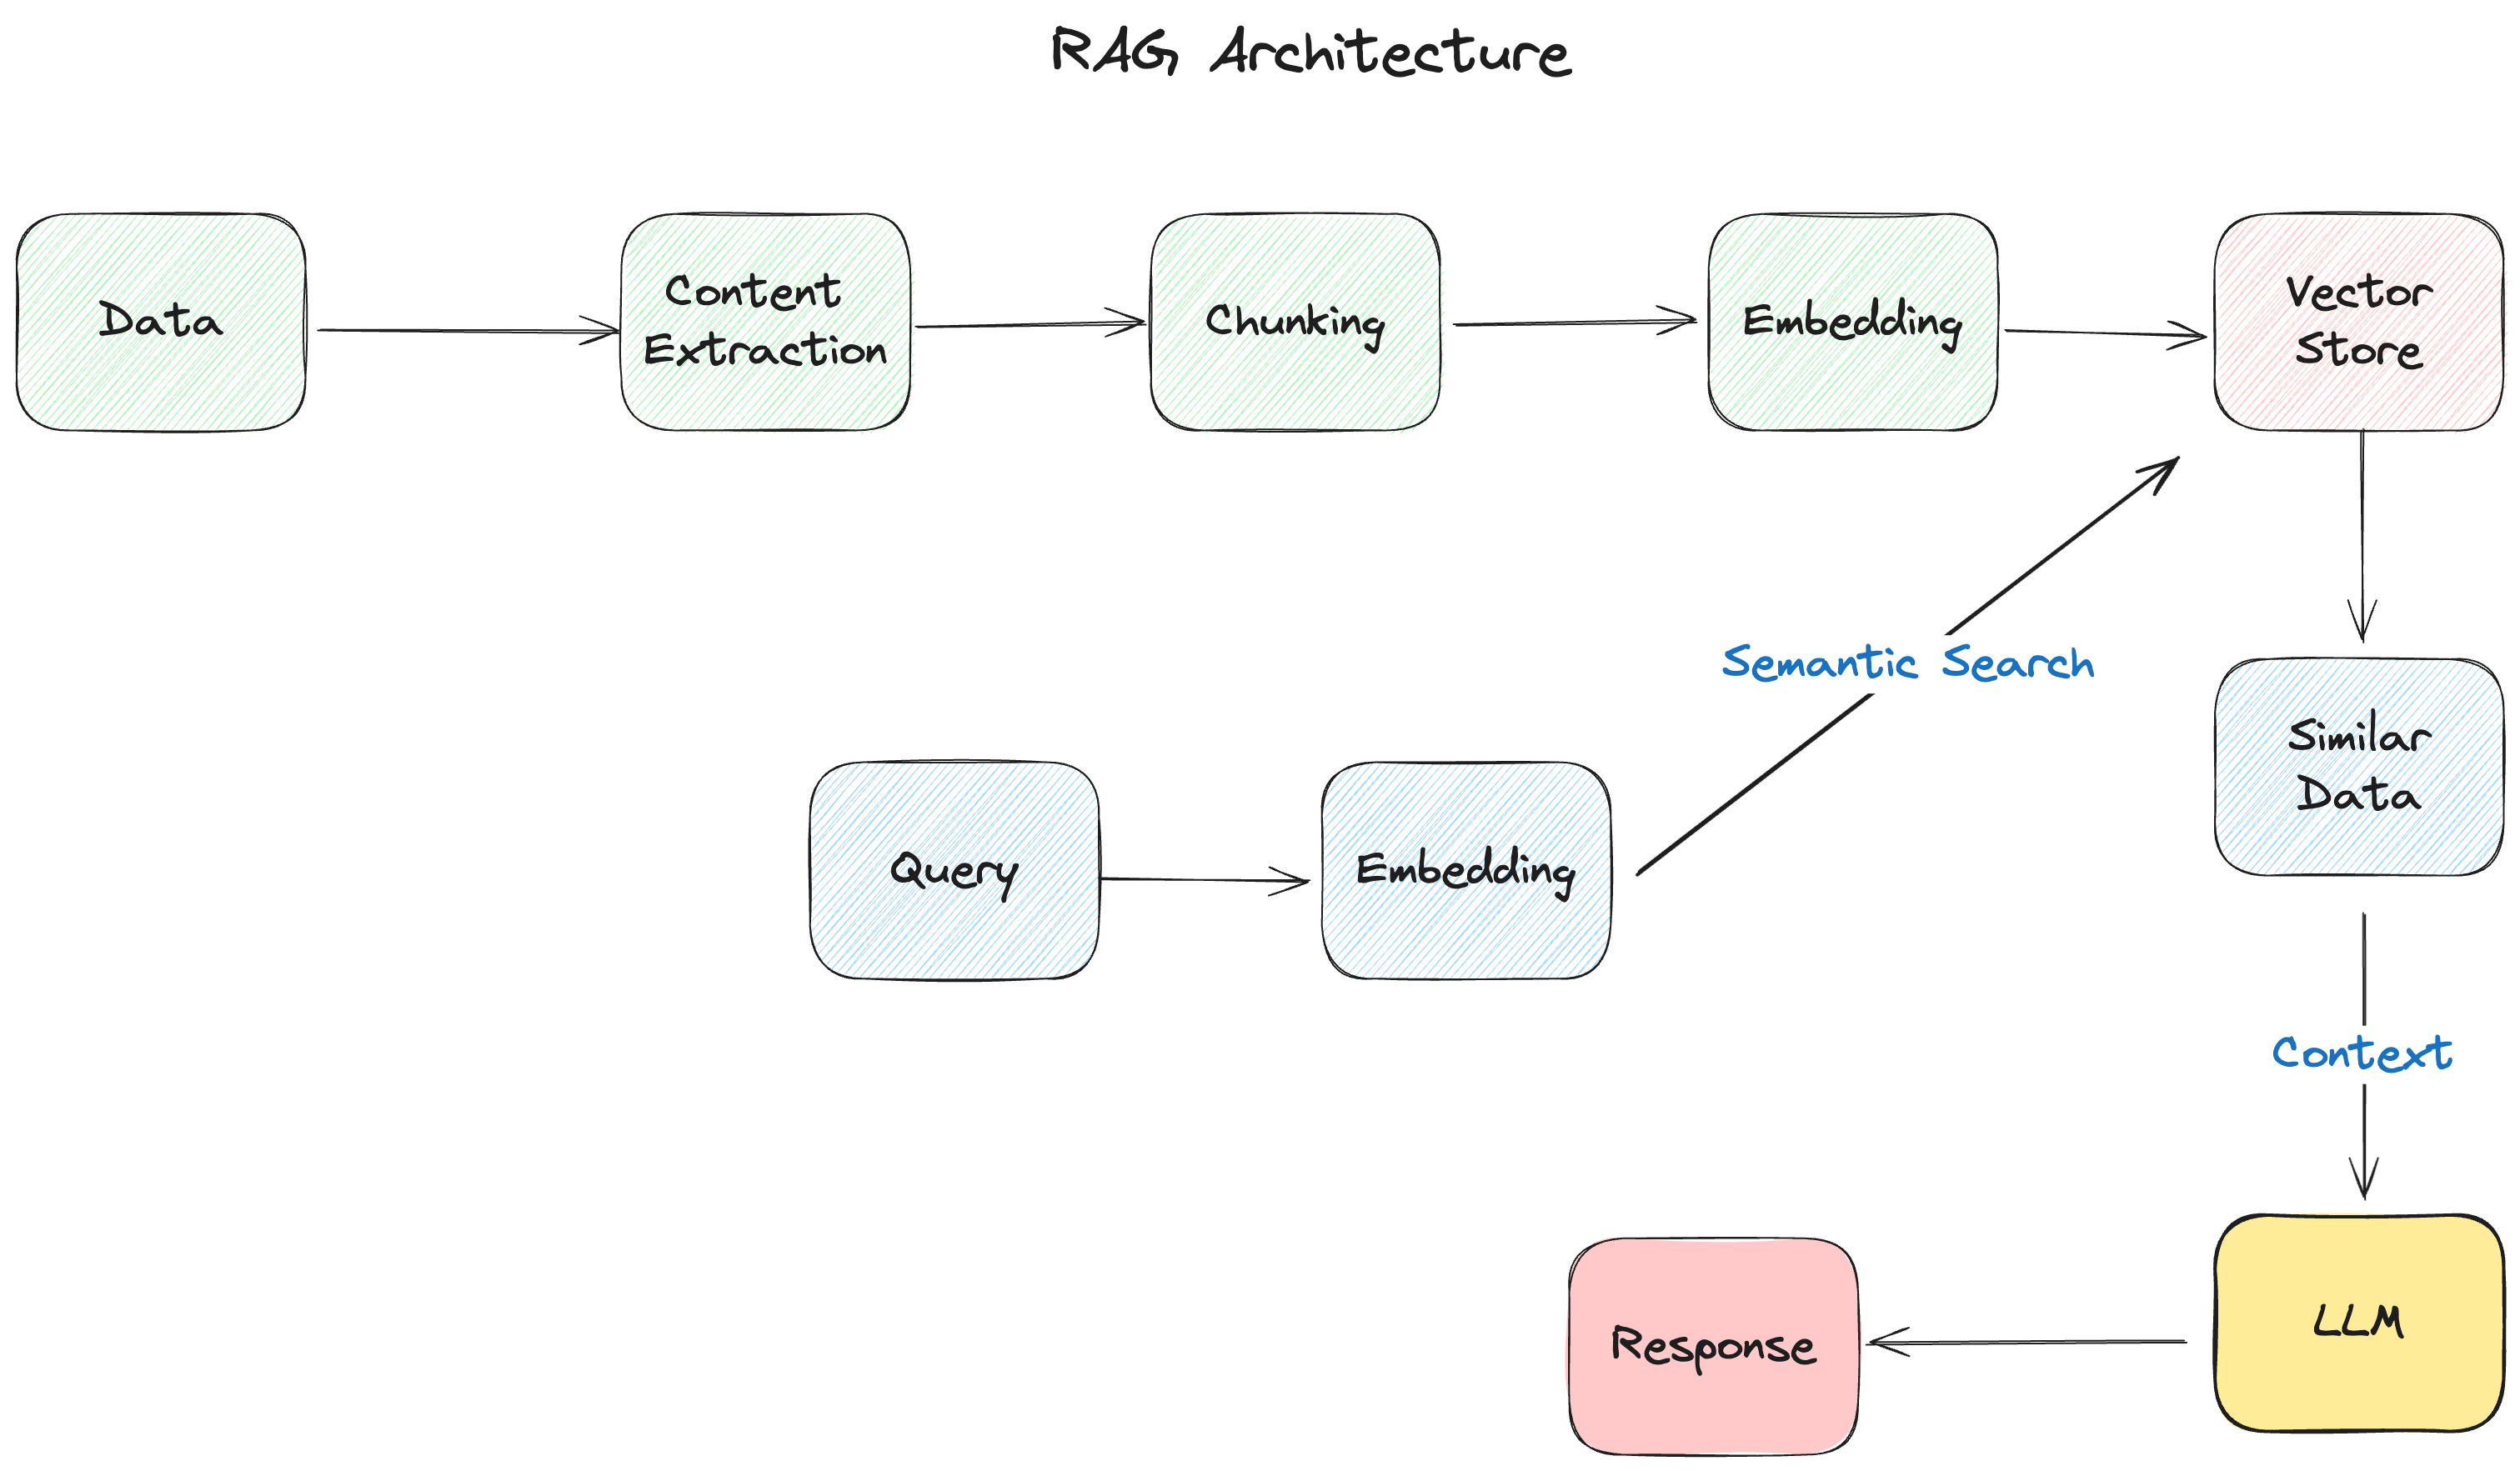 RAG Architecture
Data
Content
Extraction
Chunking
Embedding
Vector
Store
Semantic Search
Similar
Data
Query
Embedding
Context
LLM
Response